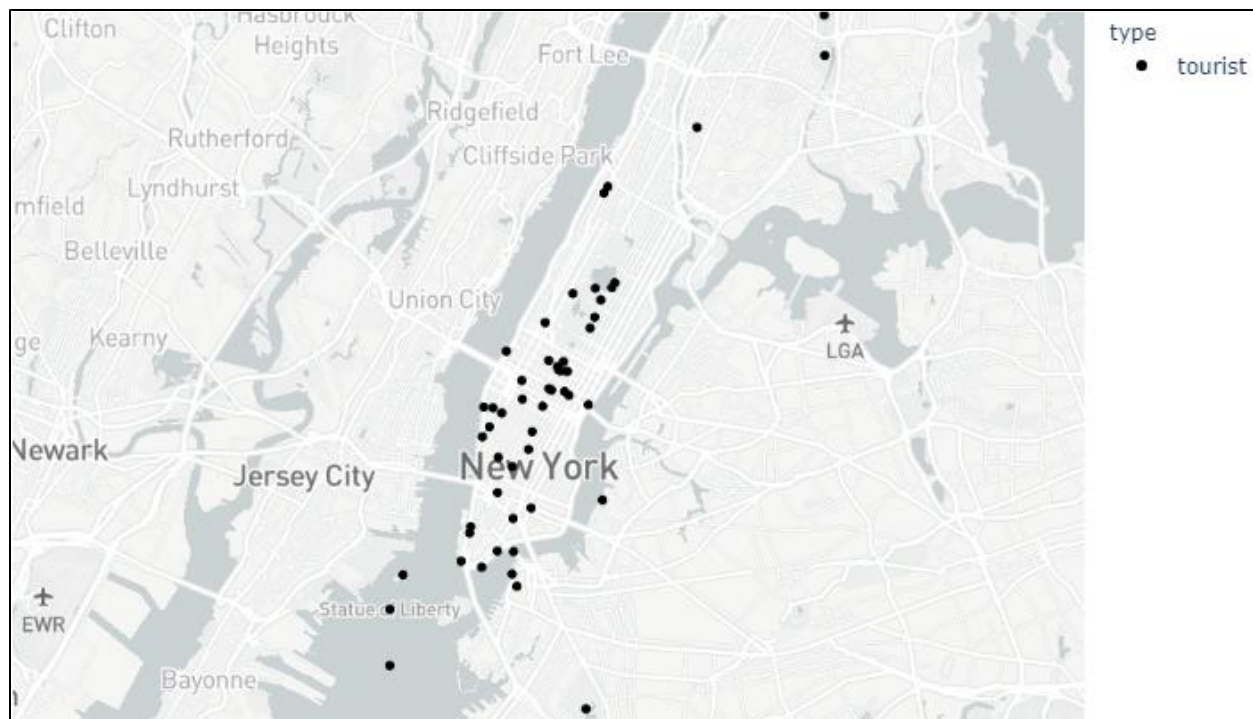 Hasbrouck
Heights
Clifton
Fort Lee
type
tourist
Ridgefield
Rutherford
Cliffside Park
Lyndhurst
mfield
Belleville
Union City
ge
Kearny
LGA
Newark
Jersey City
New York
EWR
Statue of Liberty
Bayonne
n